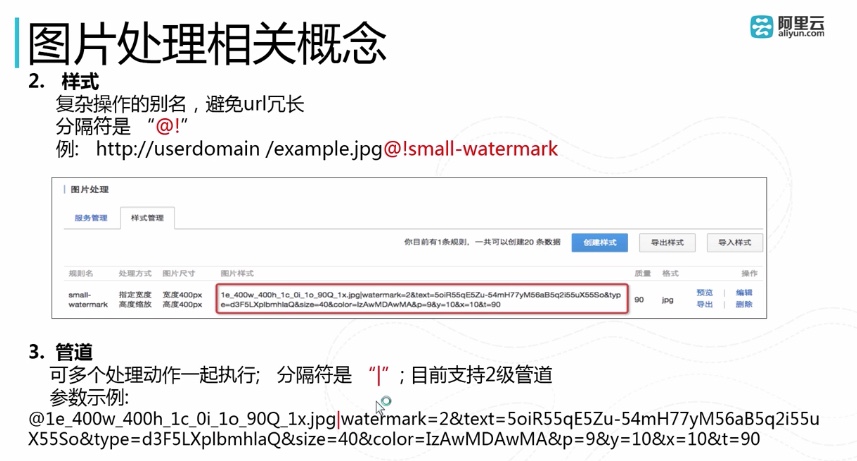 图片处理相关概念
阿里云
aliyun.com
2. 样式
复杂操作的别名，避免url冗长
分隔符是 “@!”
例: http://userdomain /example.jpg@!small-watermark
图片处理
服务管理 样式管理
你目前有1条规则，一共可以创建20 条数据 创建样式 导出样式 导入样式
规则名 处理方式 图片尺寸 图片样式 质量 格式 操作
small-watermark 指定宽度高度缩放 宽度400px 高度400px 1e_400w_400h_1c_0i_1o_90Q_1x.jpg|watermark=2&text=5oiR55qE5Zu-54mH77yM56aB5q2i55uX55So&type=d3F5LXplbmhlaQ&size=40&color=IzAwMDAwMA&p=9&y=10&x=10&t=90 90 jpg 预览 | 编辑 导出 | 删除
3. 管道
可多个处理动作一起执行; 分隔符是 “|” ; 目前支持2级管道
参数示例:
@1e_400w_400h_1c_0i_1o_90Q_1x.jpg|watermark=2&text=5oiR55qE5Zu-54mH77yM56aB5q2i55u
X55So&type=d3F5LXplbmhlaQ&size=40&color=IzAwMDAwMA&p=9&y=10&x=10&t=90